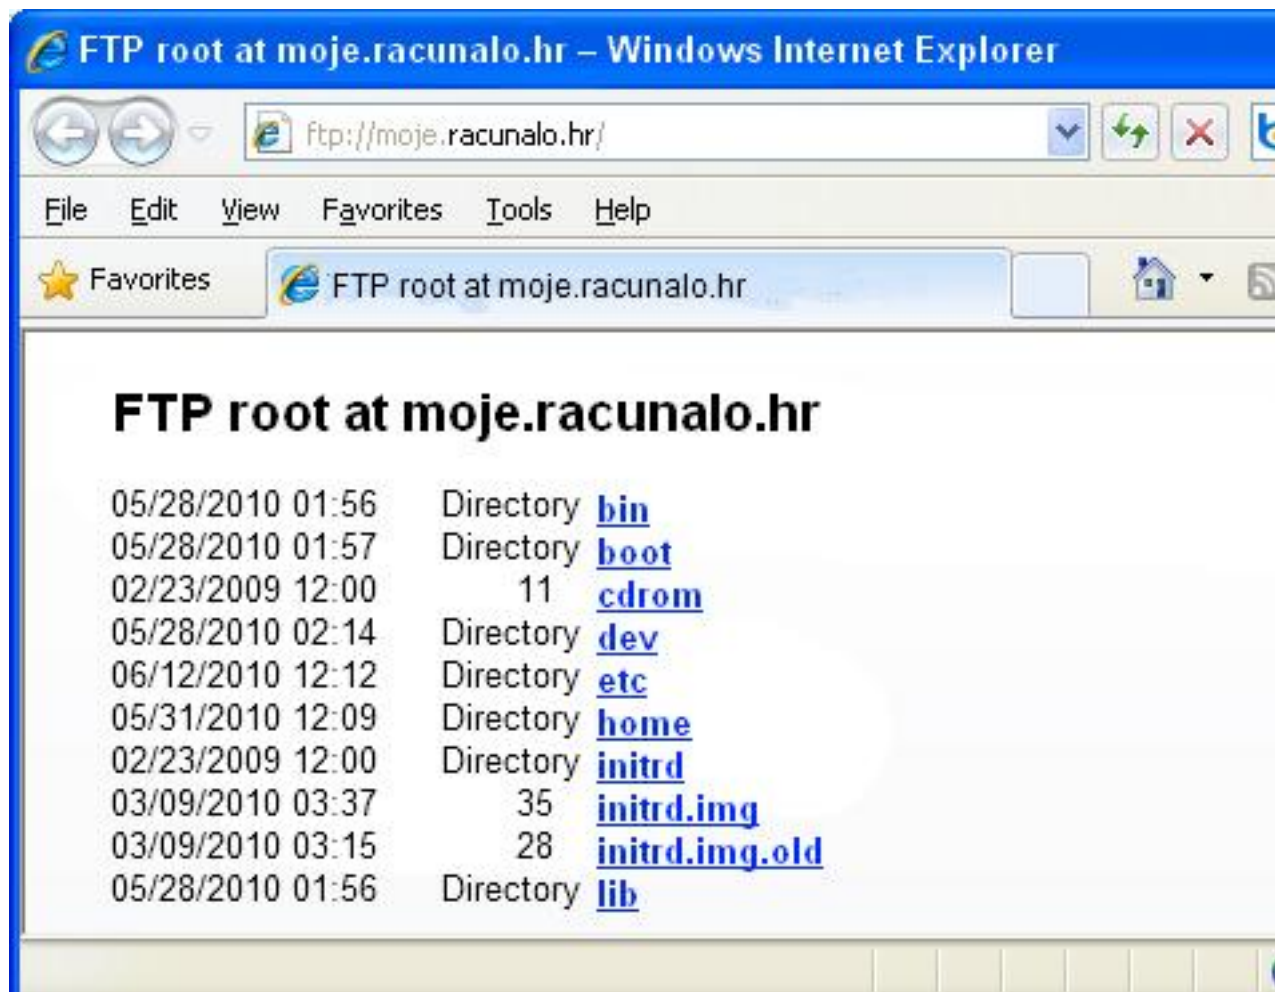 FTP root at moje.racunalo.hr – Windows Internet Explorer
ftp://moje.racunalo.hr/
File Edit View Favorites Tools Help
Favorites FTP root at moje.racunalo.hr
FTP root at moje.racunalo.hr
05/28/2010 01:56 Directory bin
05/28/2010 01:57 Directory boot
02/23/2009 12:00 11 cdrom
05/28/2010 02:14 Directory dev
06/12/2010 12:12 Directory etc
05/31/2010 12:09 Directory home
02/23/2009 12:00 Directory initrd
03/09/2010 03:37 35 initrd.img
03/09/2010 03:15 28 initrd.img.old
05/28/2010 01:56 Directory lib